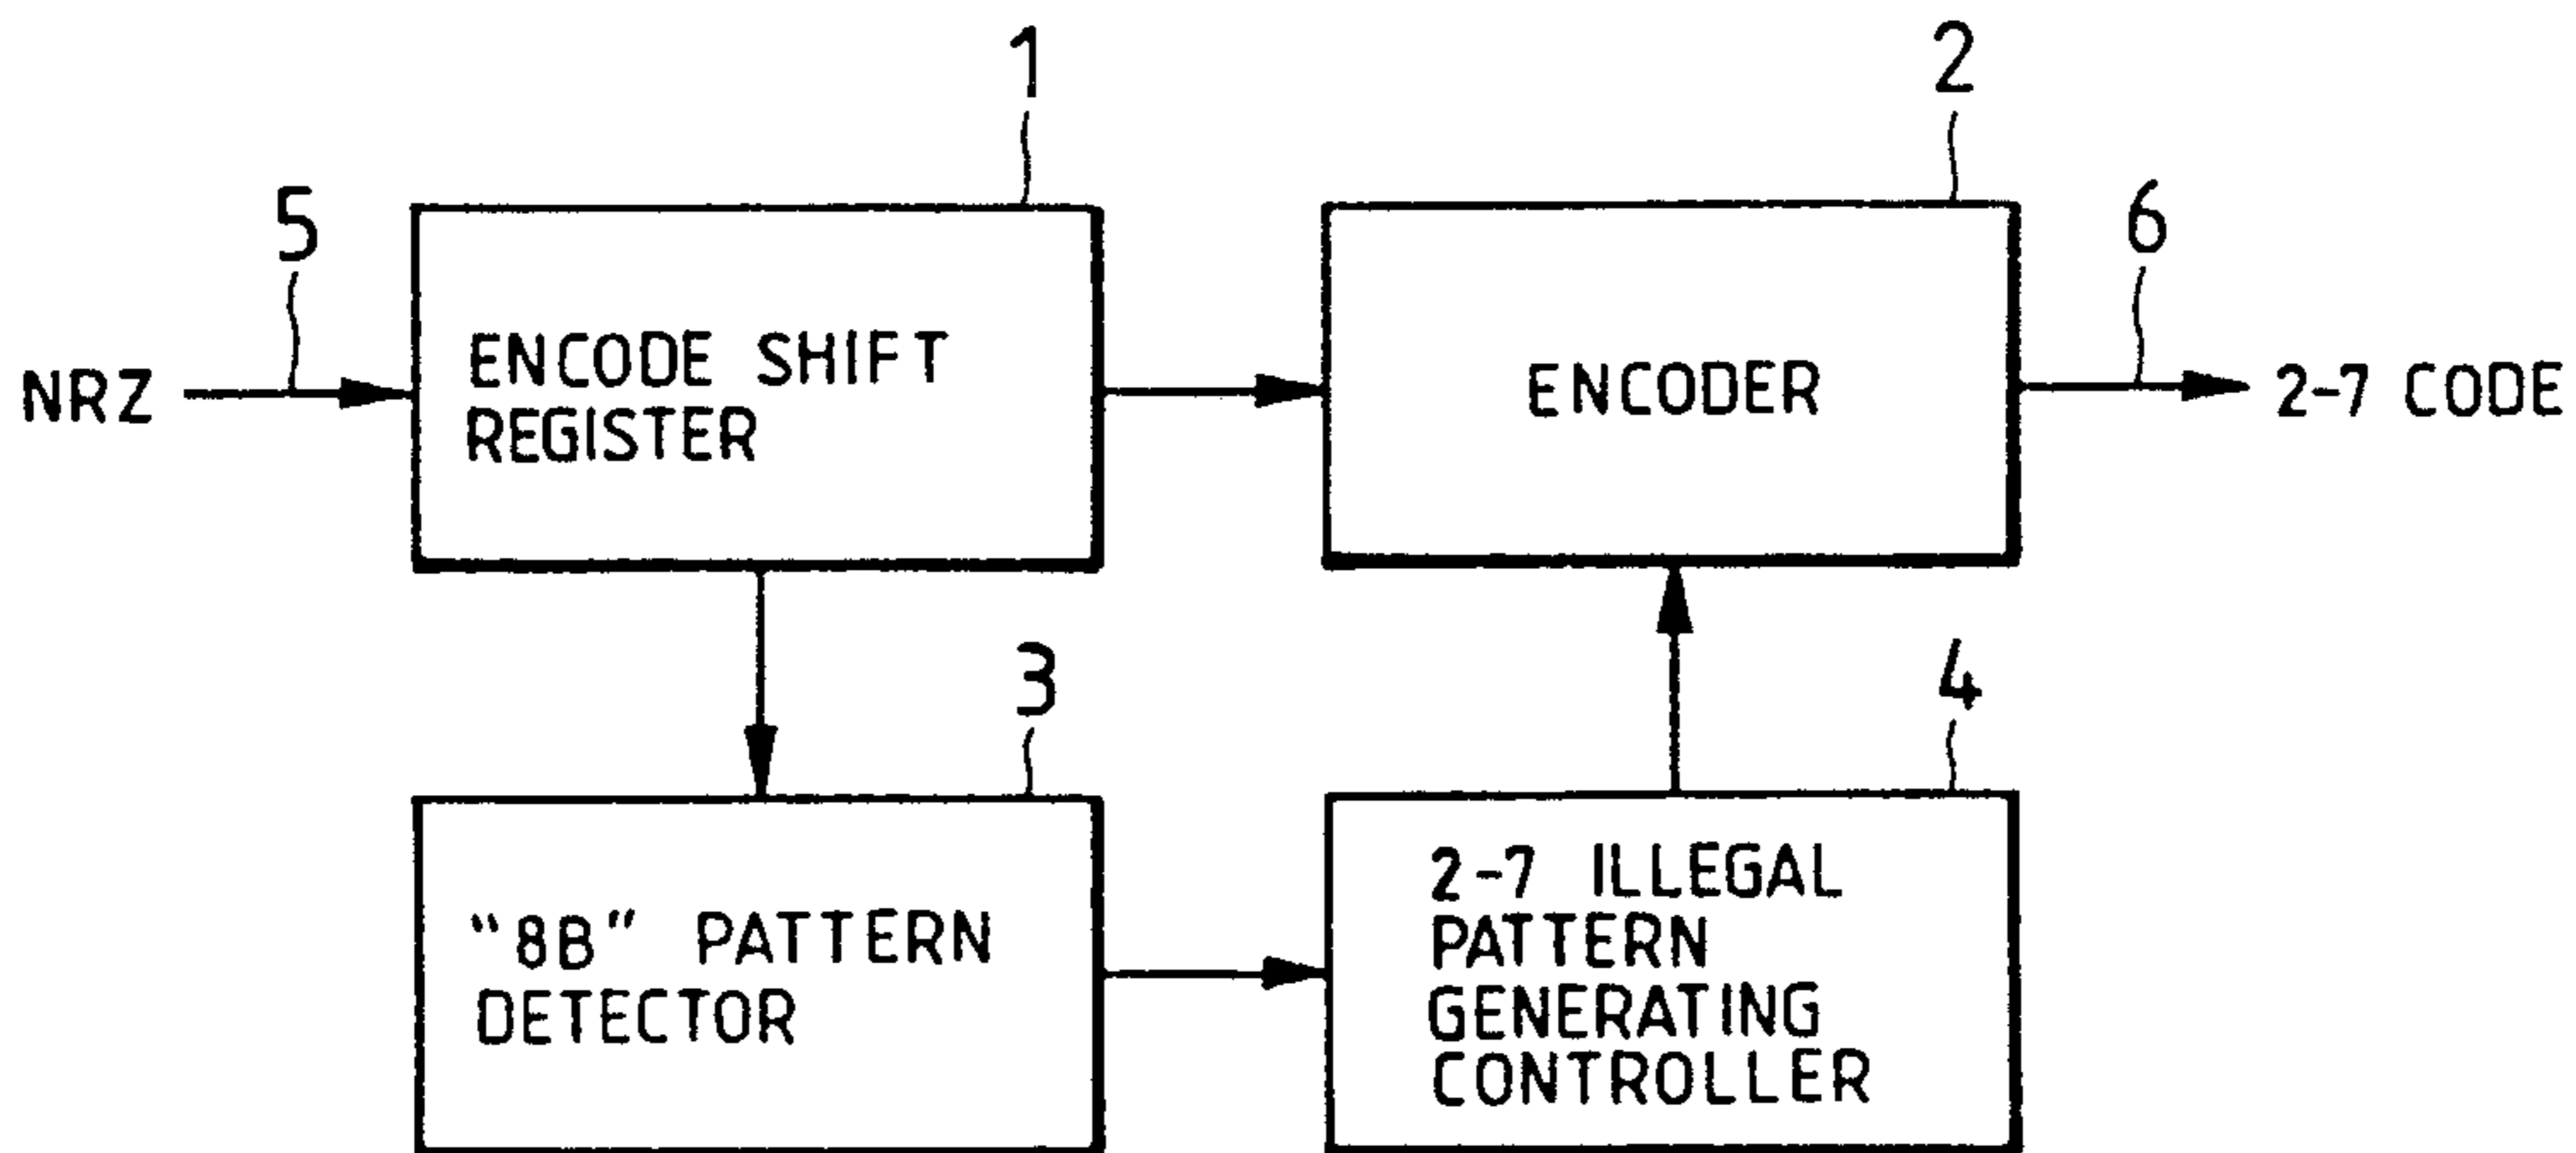 1
2
5
6
NRZ
ENCODE SHIFT
REGISTER
ENCODER
2-7 CODE
3
4
"8B" PATTERN
DETECTOR
2-7 ILLEGAL
PATTERN
GENERATING
CONTROLLER